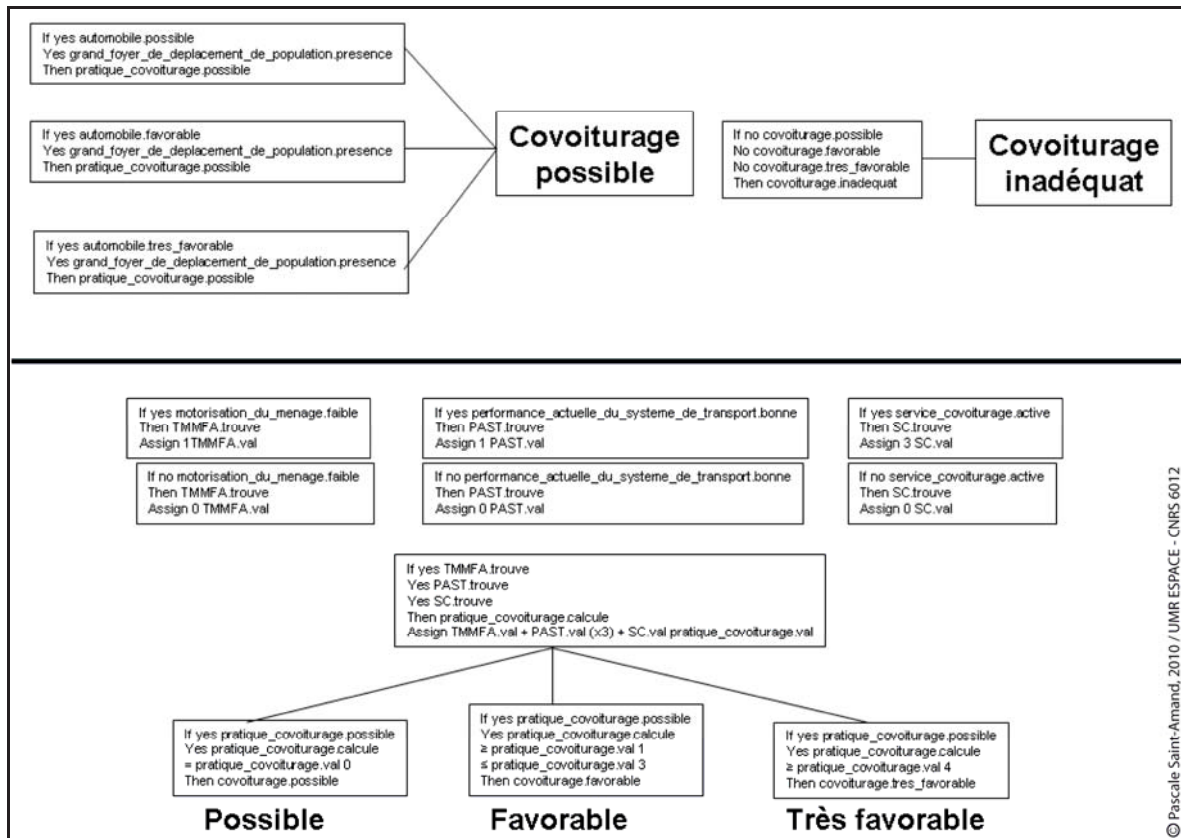 If yes automobile.possible
Yes grand_foyer_de_deplacement_de_population.presence
Then pratique_covoiturage.possible
If yes automobile.favorable
Yes grand_foyer_de_deplacement_de_population.presence
Then pratique_covoiturage.possible
If yes automobile.tres_favorable
Yes grand_foyer_de_deplacement_de_population.presence
Then pratique_covoiturage.possible
Covoiturage
possible
If no covoiturage.possible
No covoiturage.favorable
No covoiturage.tres_favorable
Then covoiturage.inadequat
Covoiturage
inadéquat
If yes motorisation_du_menage.faible
Then TMMFA.trouve
Assign 1TMMFA.val
If no motorisation_du_menage.faible
Then TMMFA.trouve
Assign 0 TMMFA.val
If yes performance_actuelle_du_systeme_de_transport.bonne
Then PAST.trouve
Assign 1 PAST.val
If no performance_actuelle_du_systeme_de_transport.bonne
Then PAST.trouve
Assign 0 PAST.val
If yes service_covoiturage.active
Then SC.trouve
Assign 3 SC.val
If no service_covoiturage.active
Then SC.trouve
Assign 0 SC.val
If yes TMMFA.trouve
Yes PAST.trouve
Yes SC.trouve
Then pratique_covoiturage.calcule
Assign TMMFA.val + PAST.val (x3) + SC.val pratique_covoiturage.val
If yes pratique_covoiturage.possible
Yes pratique_covoiturage.calcule
= pratique_covoiturage.val 0
Then covoiturage.possible
Possible
If yes pratique_covoiturage.possible
Yes pratique_covoiturage.calcule
≥ pratique_covoiturage.val 1
≤ pratique_covoiturage.val 3
Then covoiturage.favorable
Favorable
If yes pratique_covoiturage.possible
Yes pratique_covoiturage.calcule
≥ pratique_covoiturage.val 4
Then covoiturage.tres_favorable
Très favorable
© Pascale Saint-Amand, 2010 / UMR ESPACE - CNRS 6012